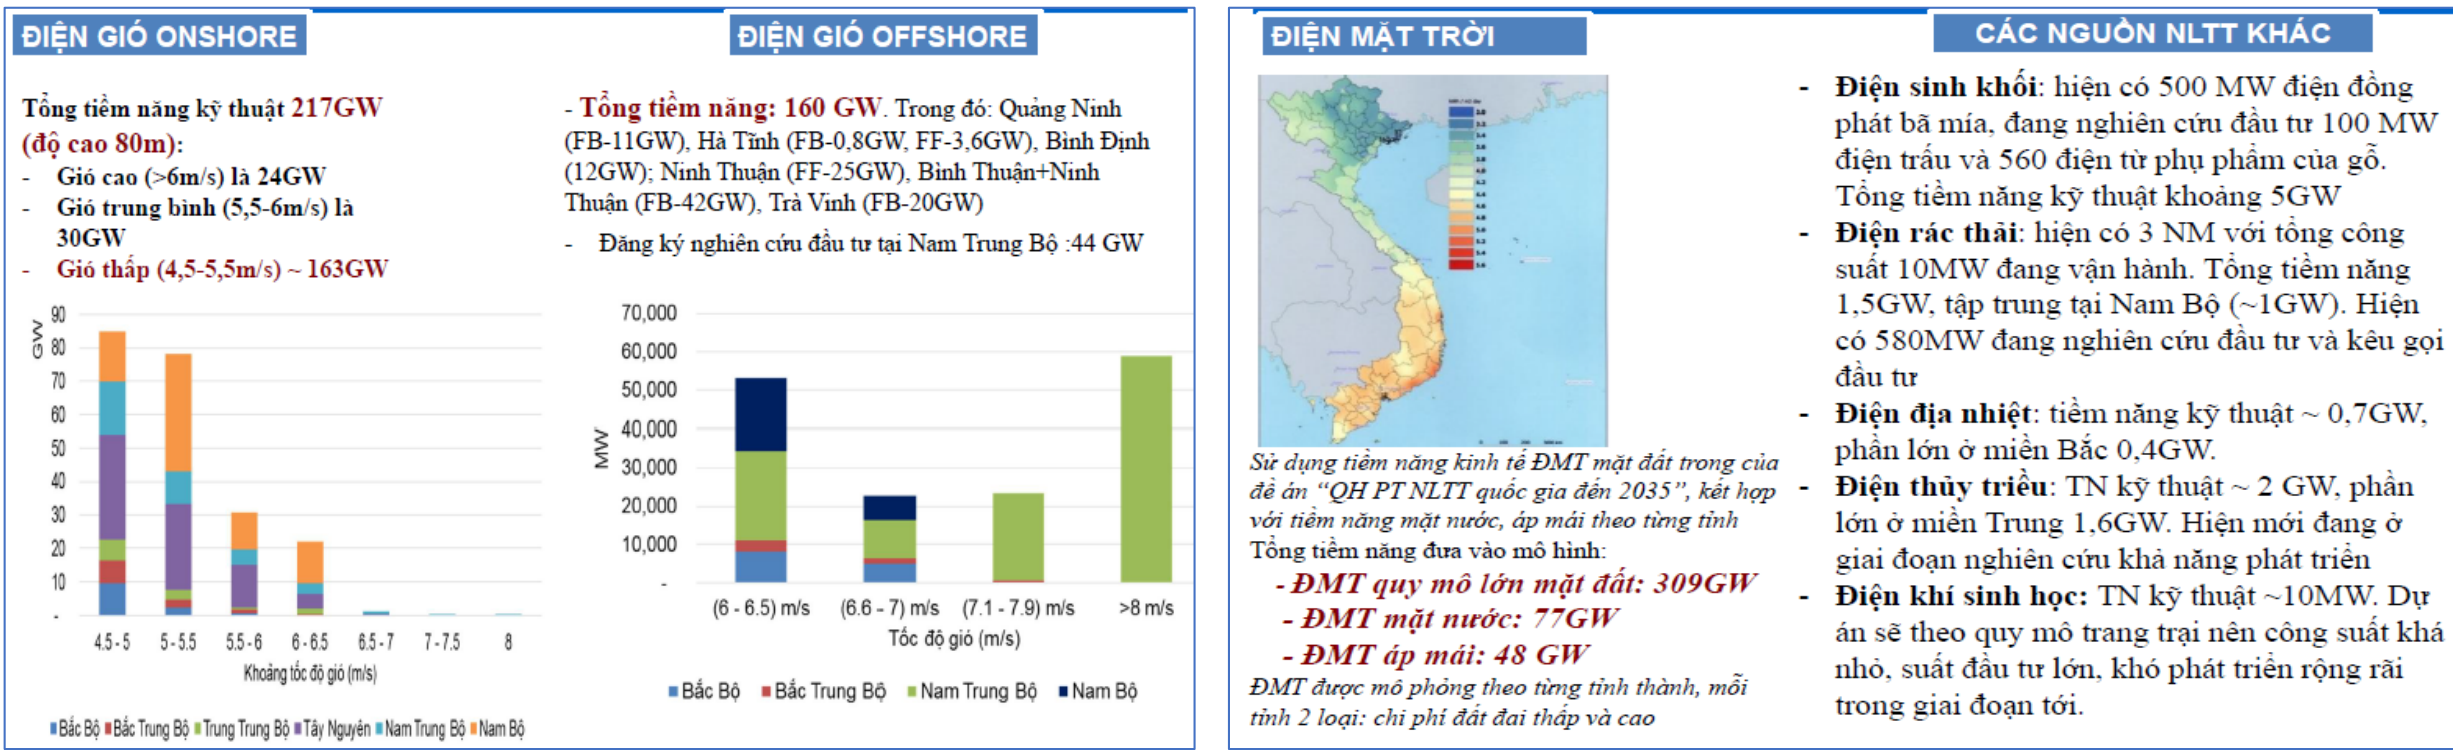 ĐIỆN GIÓ ONSHORE
Tổng tiềm năng kỹ thuật 217GW
(độ cao 80m):
- Gió cao (>6m/s) là 24GW
- Gió trung bình (5,5-6m/s) là
30GW
- Gió thấp (4,5-5,5m/s) ~ 163GW
GW
90
80
70
60
50
40
30
20
10
-
4.5 - 5
5 - 5.5
5.5 - 6
6 - 6.5
6.5 - 7
7 - 7.5
8
Khoảng tốc độ gió (m/s)
Bắc Bộ Bắc Trung Bộ Trung Trung Bộ Tây Nguyên Nam Trung Bộ Nam Bộ
ĐIỆN GIÓ OFFSHORE
- Tổng tiềm năng: 160 GW. Trong đó: Quảng Ninh
(FB-11GW), Hà Tĩnh (FB-0,8GW, FF-3,6GW), Bình Định
(12GW); Ninh Thuận (FF-25GW), Bình Thuận+Ninh
Thuận (FB-42GW), Trà Vinh (FB-20GW)
- Đăng ký nghiên cứu đầu tư tại Nam Trung Bộ :44 GW
MW
70,000
60,000
50,000
40,000
30,000
20,000
10,000
-
(6 - 6.5) m/s
(6.6 – 7) m/s
(7.1 - 7.9) m/s
>8 m/s
Tốc độ gió (m/s)
Bắc Bộ Bắc Trung Bộ Nam Trung Bộ Nam Bộ
ĐIỆN MẶT TRỜI
Sử dụng tiềm năng kinh tế ĐMT mặt đất trong của
đề án “QH PT NLTT quốc gia đến 2035”, kết hợp
với tiềm năng mặt nước, áp mái theo từng tỉnh
Tổng tiềm năng đưa vào mô hình:
- ĐMT quy mô lớn mặt đất: 309GW
- ĐMT mặt nước: 77GW
- ĐMT áp mái: 48 GW
ĐMT được mô phỏng theo từng tỉnh thành, mỗi
tỉnh 2 loại: chi phí đất đai thấp và cao
CÁC NGUỒN NLTT KHÁC
- Điện sinh khối: hiện có 500 MW điện đồng
phát bã mía, đang nghiên cứu đầu tư 100 MW
điện trấu và 560 điện từ phụ phẩm của gỗ.
Tổng tiềm năng kỹ thuật khoảng 5GW
- Điện rác thải: hiện có 3 NM với tổng công
suất 10MW đang vận hành. Tổng tiềm năng
1,5GW, tập trung tại Nam Bộ (~1GW). Hiện
có 580MW đang nghiên cứu đầu tư và kêu gọi
đầu tư
- Điện địa nhiệt: tiềm năng kỹ thuật ~ 0,7GW,
phần lớn ở miền Bắc 0,4GW.
- Điện thủy triều: TN kỹ thuật ~ 2 GW, phần
lớn ở miền Trung 1,6GW. Hiện mới đang ở
giai đoạn nghiên cứu khả năng phát triển
- Điện khí sinh học: TN kỹ thuật ~10MW. Dự
án sẽ theo quy mô trang trại nên công suất khá
nhỏ, suất đầu tư lớn, khó phát triển rộng rãi
trong giai đoạn tới.